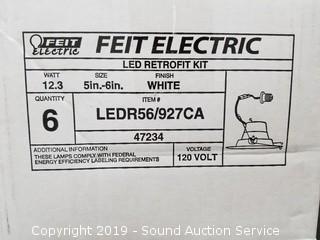 FEIT electric
FEIT ELECTRIC
LED RETROFIT KIT
WATT SIZE FINISH
12.3 5in.-6in. WHITE
QUANTITY ITEM #
6 LEDR56/927CA
47234
ADDITIONAL INFORMATION VOLTAGE
THESE LAMPS COMPLY WITH FEDERAL 120 VOLT
ENERGY EFFICIENCY LABELING REQUIREMENTS.
Copyright 2019 - Sound Auction Service